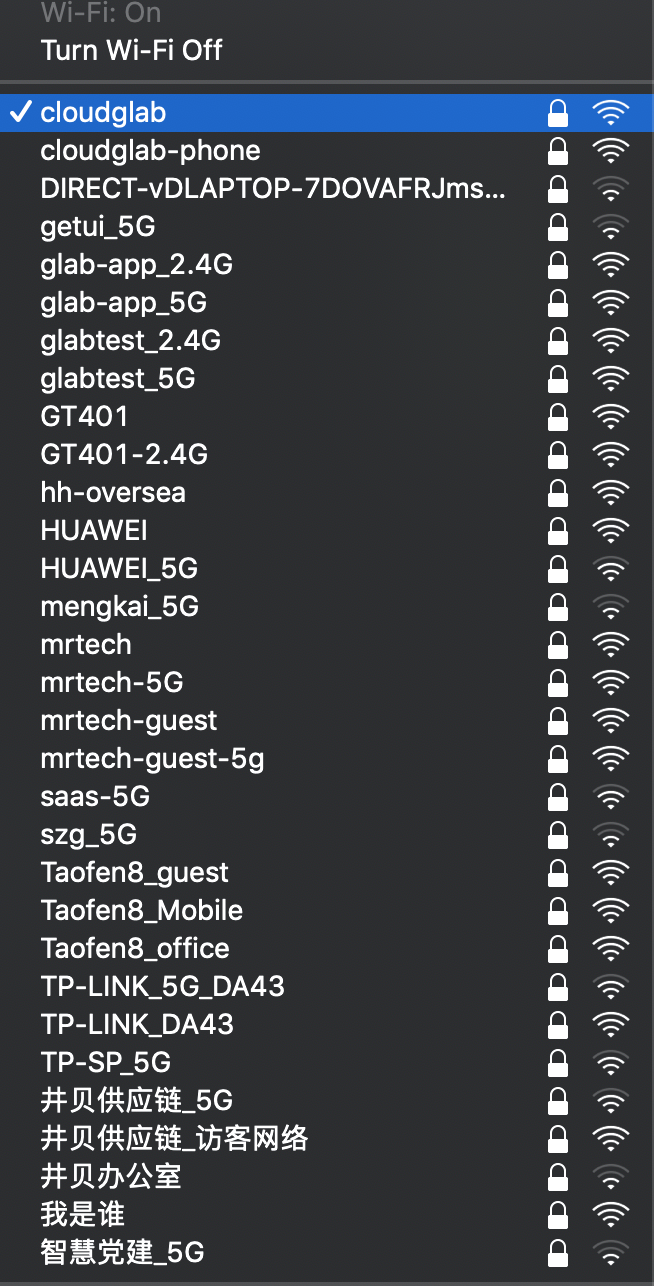 Wi-Fi: On
Turn Wi-Fi Off
cloudglab
cloudglab-phone
DIRECT-vDLAPTOP-7DOVAFRJms...
getui_5G
glab-app_2.4G
glab-app_5G
glabtest_2.4G
glabtest_5G
GT401
GT401-2.4G
hh-oversea
HUAWEI
HUAWEI_5G
mengkai_5G
mrtech
mrtech-5G
mrtech-guest
mrtech-guest-5g
saas-5G
szg_5G
Taofen8_guest
Taofen8_Mobile
Taofen8_office
TP-LINK_5G_DA43
TP-LINK_DA43
TP-SP_5G
井贝供应链_5G
井贝供应链_访客网络
井贝办公室
我是谁
智慧党建_5G